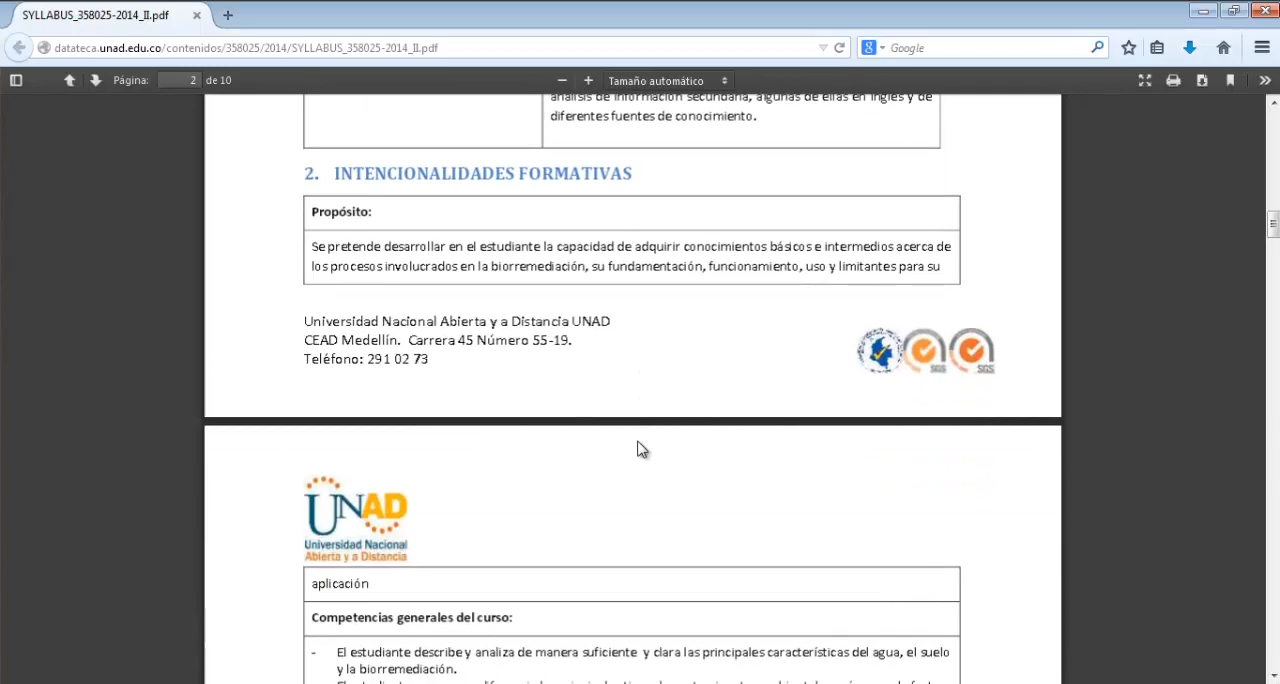 SYLLABUS_358025-2014_II.pdf
datateca.unad.edu.co/contenidos/358025/2014/SYLLABUS_358025-2014_II.pdf
Google
Página: 2 de 10
Tamaño automático
análisis de información secundaria, algunas de ellas en inglés y de
diferentes fuentes de conocimiento.
2. INTENCIONALIDADES FORMATIVAS
Propósito:
Se pretende desarrollar en el estudiante la capacidad de adquirir conocimientos básicos e intermedios acerca de
los procesos involucrados en la biorremediación, su fundamentación, funcionamiento, uso y limitantes para su
Universidad Nacional Abierta y a Distancia UNAD
CEAD Medellín. Carrera 45 Número 55-19.
Teléfono: 291 02 73
SGS SGS
UNAD
Universidad Nacional
Abierta y a Distancia
aplicación
Competencias generales del curso:
- El estudiante describe y analiza de manera suficiente y clara las principales características del agua, el suelo
y la biorremediación.